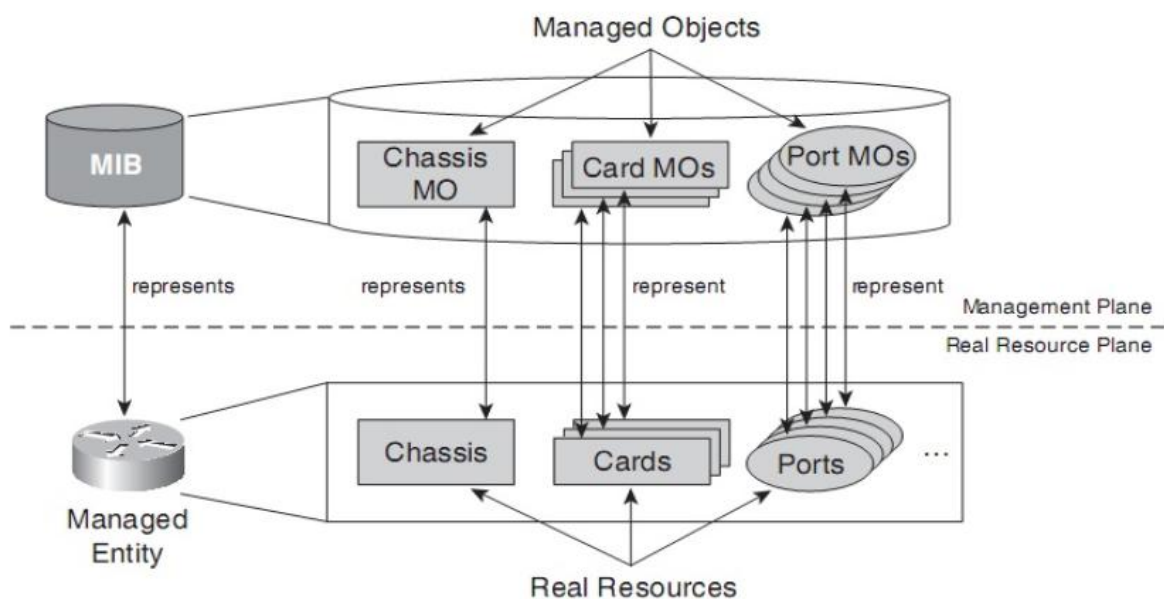 Managed Objects
MIB
Chassis
MO
Card MOs
Port MOs
represents
represents
represent
represent
Management Plane
Real Resource Plane
Chassis
Cards
Ports
...
Managed
Entity
Real Resources